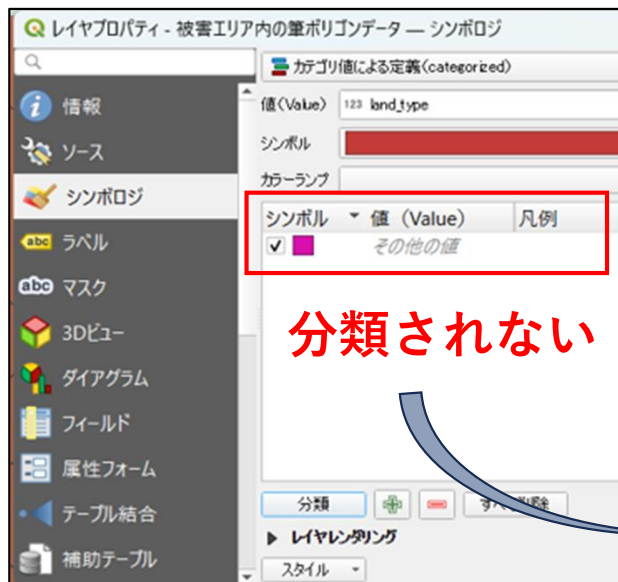 レイヤプロパティ - 被害エリア内の筆ポリゴンデータ — シンボロジ
情報
ソース
シンボロジ
abc ラベル
abc マスク
3Dビュー
ダイアグラム
フィールド
属性フォーム
テーブル結合
補助テーブル
カテゴリ値による定義(categorized)
値(Value) 123 land_type
シンボル
カラーランプ
シンボル 値 (Value) 凡例
その他の値
分類されない
分類
すべて削除
レイヤレンダリング
スタイル